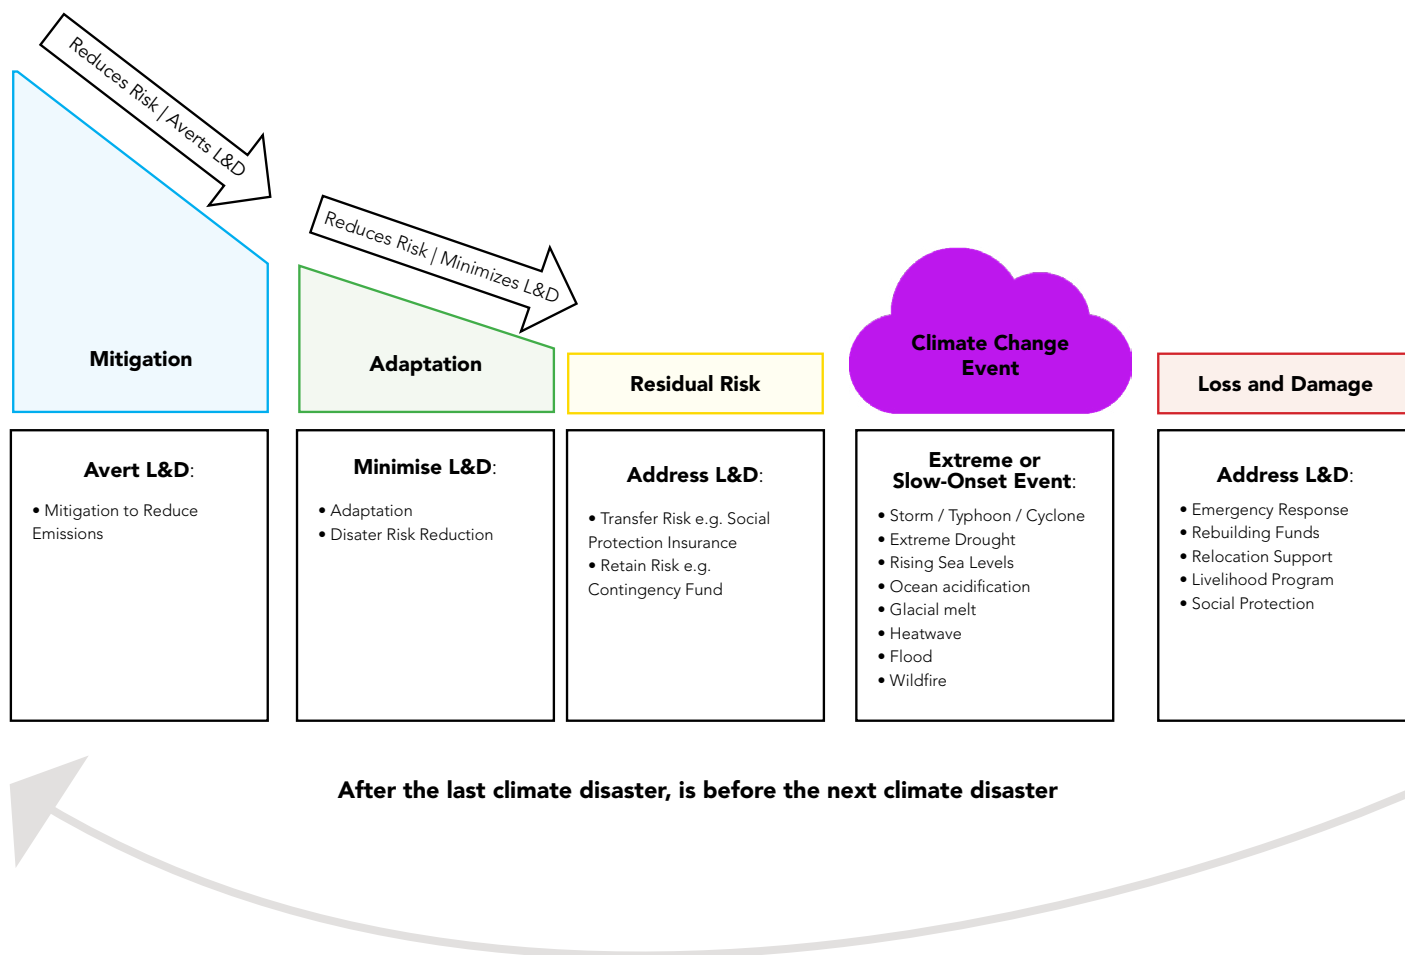 Reduces Risk | Averts L&D
Reduces Risk | Minimizes L&D
Mitigation
Adaptation
Residual Risk
Climate Change
Event
Loss and Damage
Avert L&D:
• Mitigation to Reduce
Emissions
Minimise L&D:
• Adaptation
• Disater Risk Reduction
Address L&D:
• Transfer Risk e.g. Social
Protection Insurance
• Retain Risk e.g.
Contingency Fund
Extreme or
Slow-Onset Event:
• Storm / Typhoon / Cyclone
• Extreme Drought
• Rising Sea Levels
• Ocean acidification
• Glacial melt
• Heatwave
• Flood
• Wildfire
Address L&D:
• Emergency Response
• Rebuilding Funds
• Relocation Support
• Livelihood Program
• Social Protection
After the last climate disaster, is before the next climate disaster